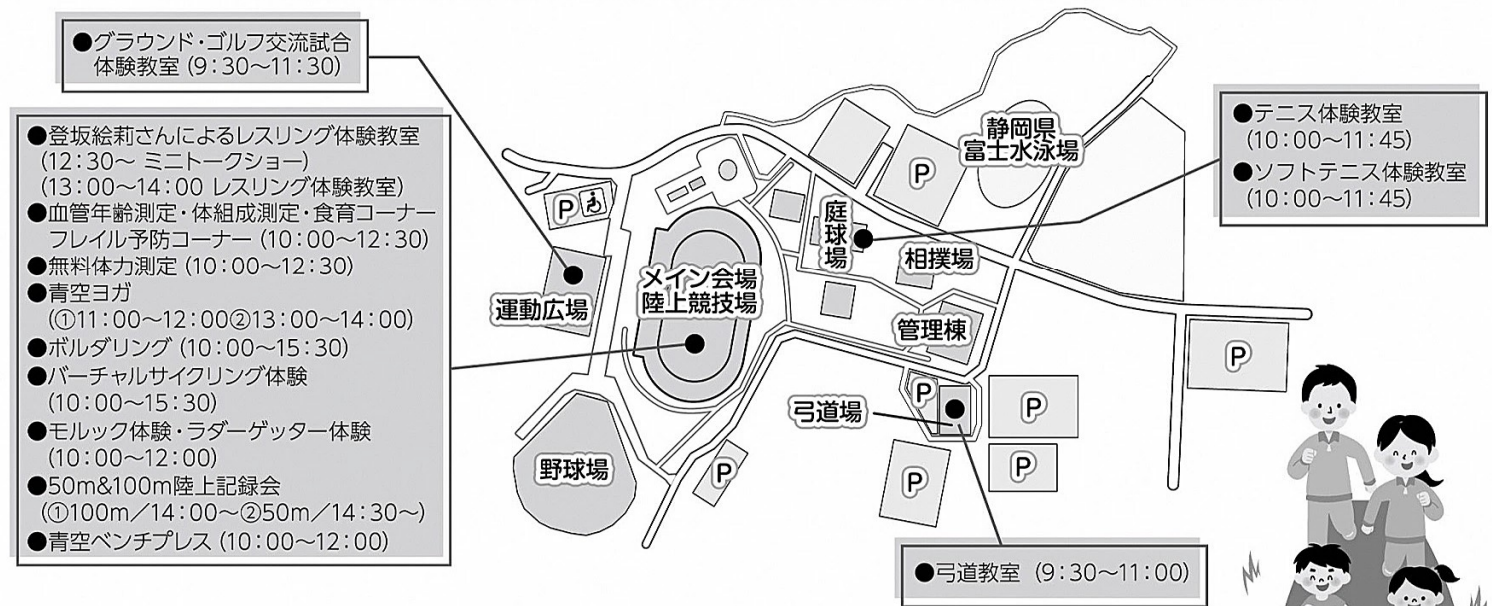 ●グラウンド・ゴルフ交流試合
体験教室 (9:30～11:30)
●登坂絵莉さんによるレスリング体験教室
(12:30～ ミニトークショー)
(13:00～14:00 レスリング体験教室)
●血管年齢測定・体組成測定・食育コーナー
フレイル予防コーナー (10:00～12:30)
●無料体力測定 (10:00～12:30)
●青空ヨガ
(①11:00～12:00②13:00～14:00)
●ボルダリング (10:00～15:30)
●バーチャルサイクリング体験
(10:00～15:30)
●モルック体験・ラダーゲッター体験
(10:00～12:00)
●50m&100m陸上記録会
(①100m／14:00～②50m／14:30～)
●青空ベンチプレス (10:00～12:00)
●テニス体験教室
(10:00～11:45)
●ソフトテニス体験教室
(10:00～11:45)
静岡県
富士水泳場
P
P
庭球場
相撲場
メイン会場
陸上競技場
運動広場
管理棟
P
P
P
弓道場
野球場
P
P
P
●弓道教室 (9:30～11:00)